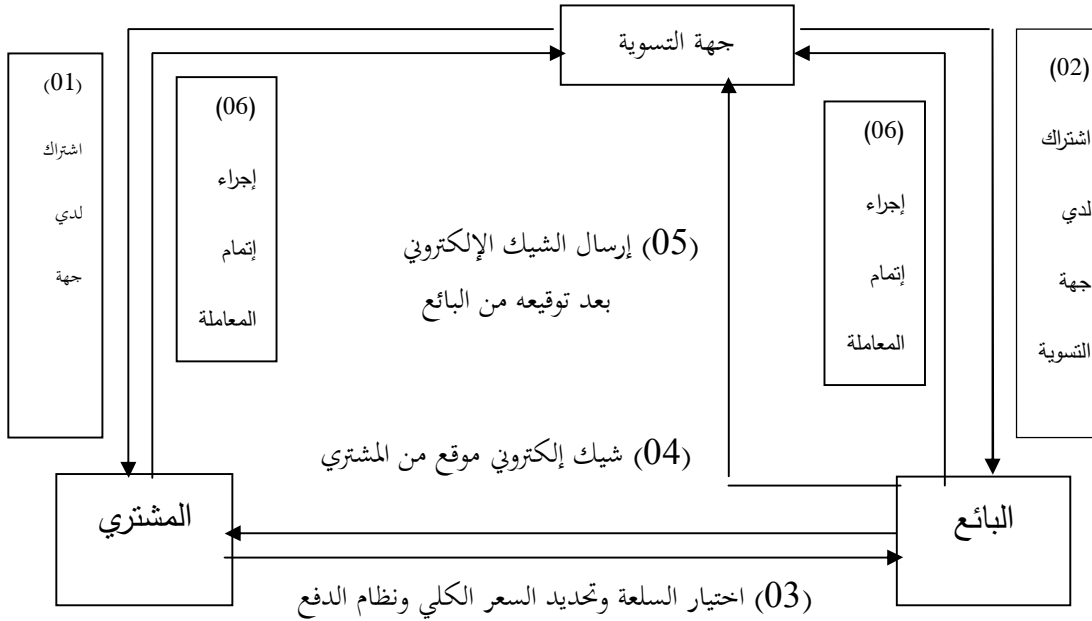 جهة التسوية
(01)
اشتراك
لدي
جهة
(06)
إجراء
إتمام
المعاملة
(06)
إجراء
إتمام
المعاملة
(02)
اشتراك
لدي
جهة
التسوية
(05) إرسال الشيك الإلكتروني
بعد توقيعه من البائع
(04) شيك إلكتروني موقع من المشتري
المشتري
البائع
(03) اختيار السلعة وتحديد السعر الكلي ونظام الدفع